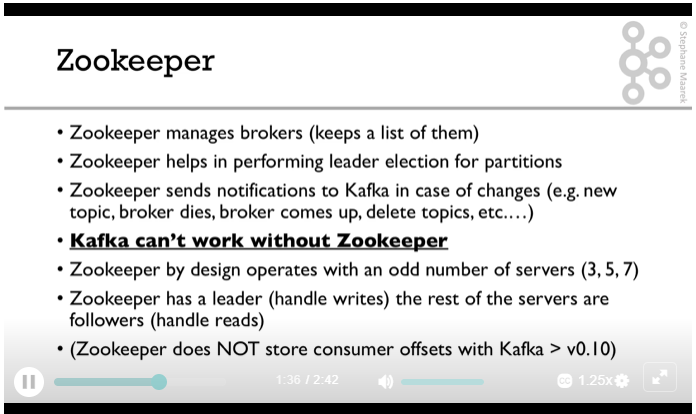 Zookeeper
© Stephane Maarek
• Zookeeper manages brokers (keeps a list of them)
• Zookeeper helps in performing leader election for partitions
• Zookeeper sends notifications to Kafka in case of changes (e.g. new
topic, broker dies, broker comes up, delete topics, etc.…)
• Kafka can't work without Zookeeper
• Zookeeper by design operates with an odd number of servers (3, 5, 7)
• Zookeeper has a leader (handle writes) the rest of the servers are
followers (handle reads)
• (Zookeeper does NOT store consumer offsets with Kafka > v0.10)
1:36 / 2:42
CC
1.25x